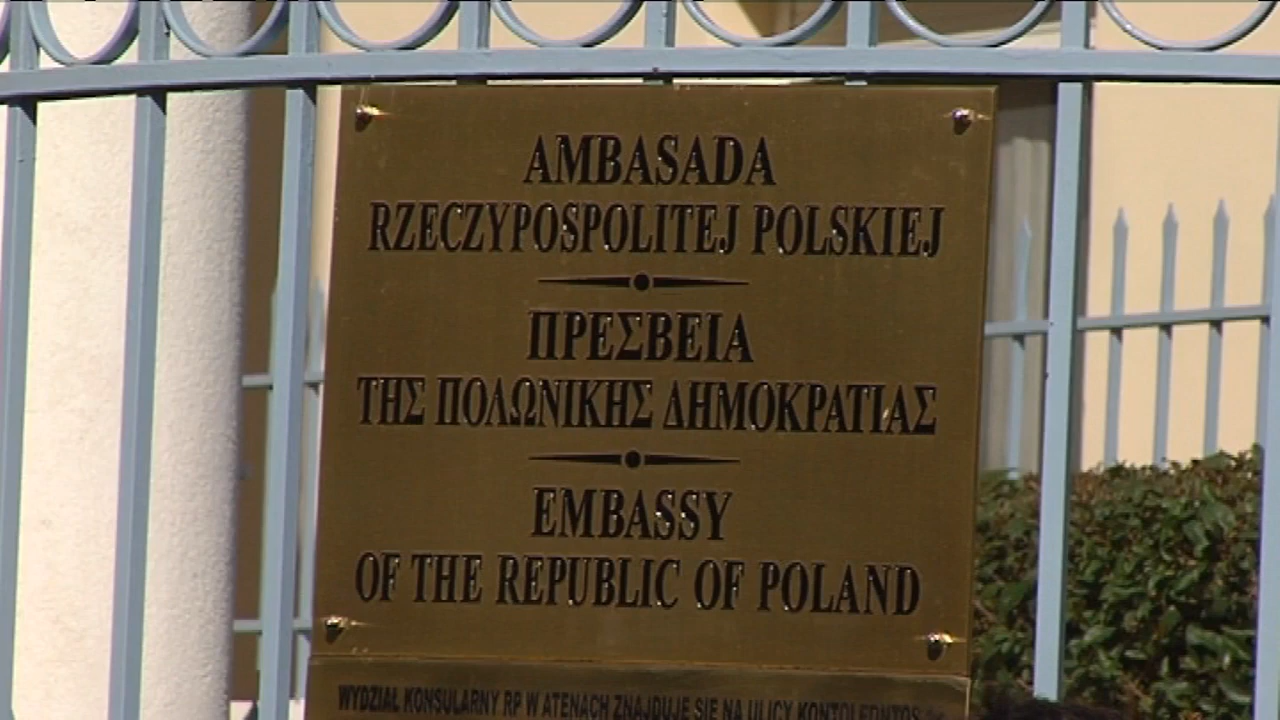 AMBASADA
RZECZYPOSPOLITEJ POLSKIEJ
ΠΡΕΣΒΕΙΑ
ΤΗΣ ΠΟΛΩΝΙΚΗΣ ΔΗΜΟΚΡΑΤΙΑΣ
EMBASSY
OF THE REPUBLIC OF POLAND
WYDZIAŁ KONSULARNY RP W ATENACH ZNAJDUJE SIĘ NA ULICY